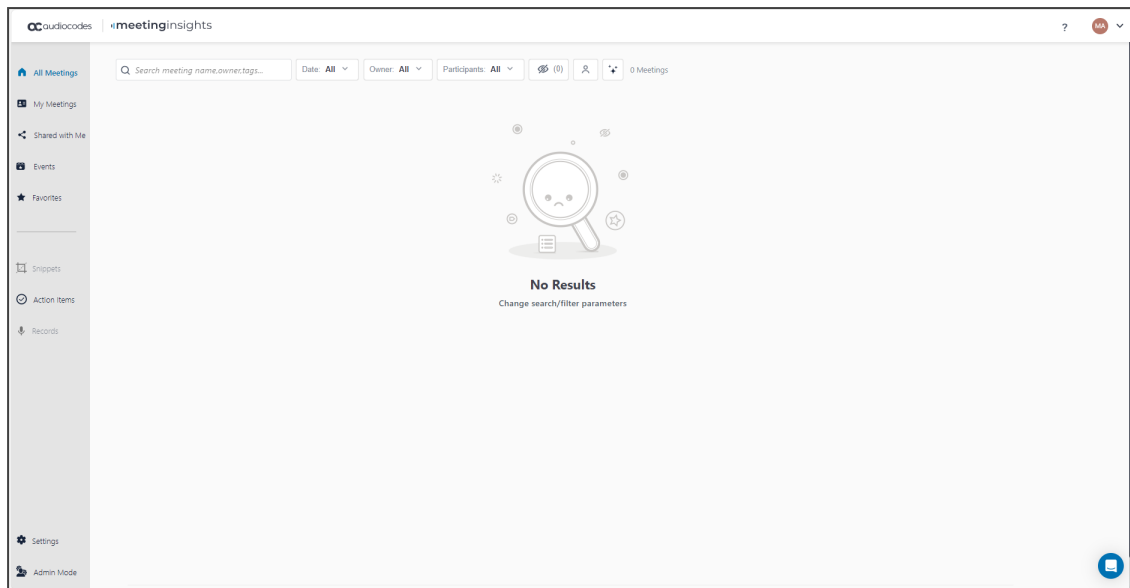 audiocodes meetinginsights
?
MA
All Meetings
My Meetings
Shared with Me
Events
Favorites
Snippets
Action Items
Records
Settings
Admin Mode
Search meeting name,owner,tags...
Date: All
Owner: All
Participants: All
(0)
0 Meetings
No Results
Change search/filter parameters